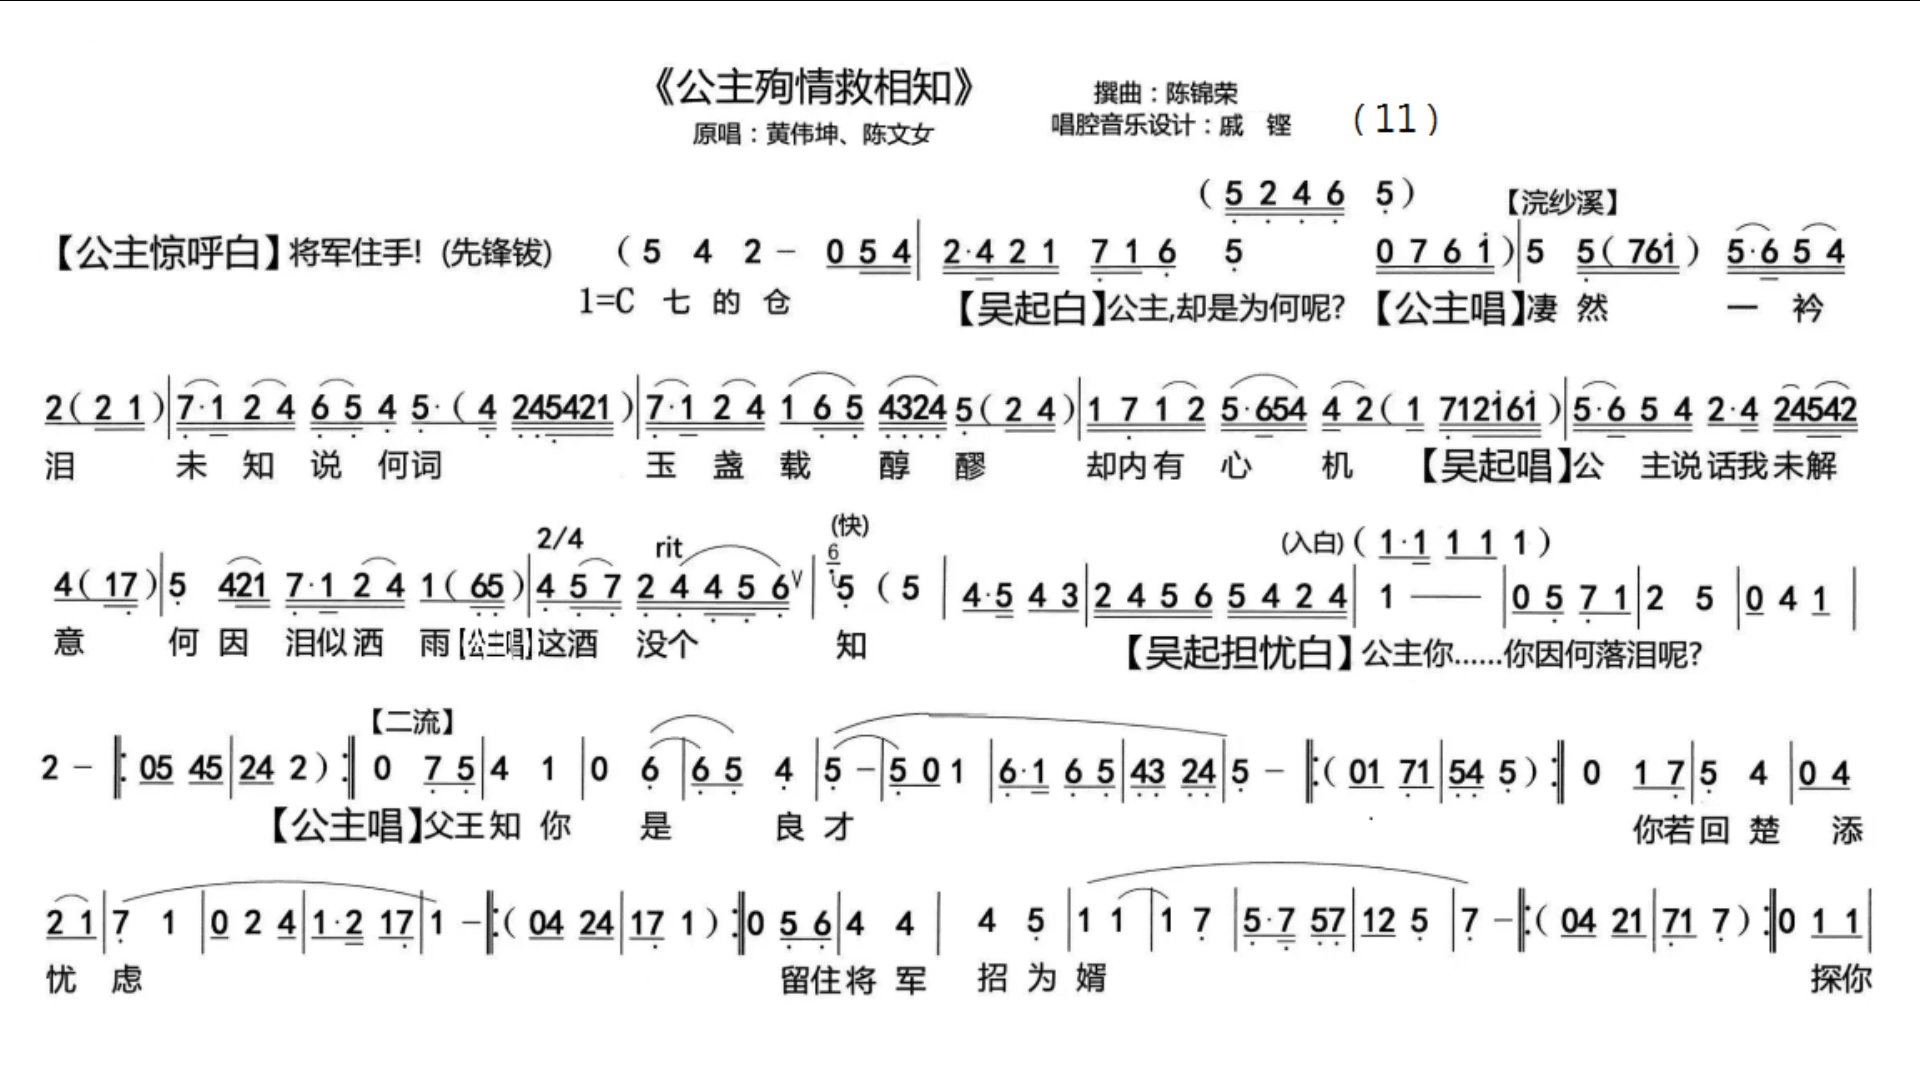 《公主殉情救相知》
撰曲：陈锦荣
原唱：黄伟坤、陈文女
唱腔音乐设计：戚 铿
(11)
(5 2 4 6 5) 【浣纱溪】
【公主惊呼白】将军住手! (先锋钹) (5 4 2 - 0 5 4 | 2·4 2 1 7 1 6 5 0 7 6 1) | 5 5(761) 5·6 5 4
1=C 七 的 仓 【吴起白】公主,却是为何呢? 【公主唱】凄 然 一 衿
2(2 1) | 7·1 2 4 6 5 4 5·(4 245421) | 7·1 2 4 1 6 5 4324 5(2 4) | 1 7 1 2 5·654 4 2(1 712161) | 5·6 5 4 2·4 24542
泪 未 知 说 何词 玉 盏 载 醇 醪 却内有 心 机 【吴起唱】公 主说话我未解
2/4 rit (快) (入白) (1·1 1 1 1)
4(17) | 5 421 7·1 2 4 1(65) | 4 5 7 2 4 4 5 6 V | 6 5 (5 | 4·5 4 3 | 2 4 5 6 5 4 2 4 | 1 —— | 0 5 7 1 | 2 5 | 0 4 1 |
意 何 因 泪似洒 雨【公主唱】这酒 没个 知 【吴起担忧白】公主你......你因何落泪呢?
【二流】
2 - |: 05 45 | 24 2) :| 0 7 5 | 4 1 | 0 6 | 6 5 4 | 5 - | 5 0 1 | 6·1 6 5 | 43 24 | 5 - |: (01 71 | 54 5) :| 0 1 7 | 5 4 | 0 4
【公主唱】父王知 你 是 良 才 你若回 楚 添
2 1 | 7 1 | 0 2 4 | 1·2 17 | 1 - |: (04 24 | 17 1) :| 0 5 6 | 4 4 | 4 5 | 1 1 | 1 7 | 5·7 57 | 12 5 | 7 - |: (04 21 | 71 7) :| 0 1 1 |
忧 虑 留住将 军 招 为 婿 探你